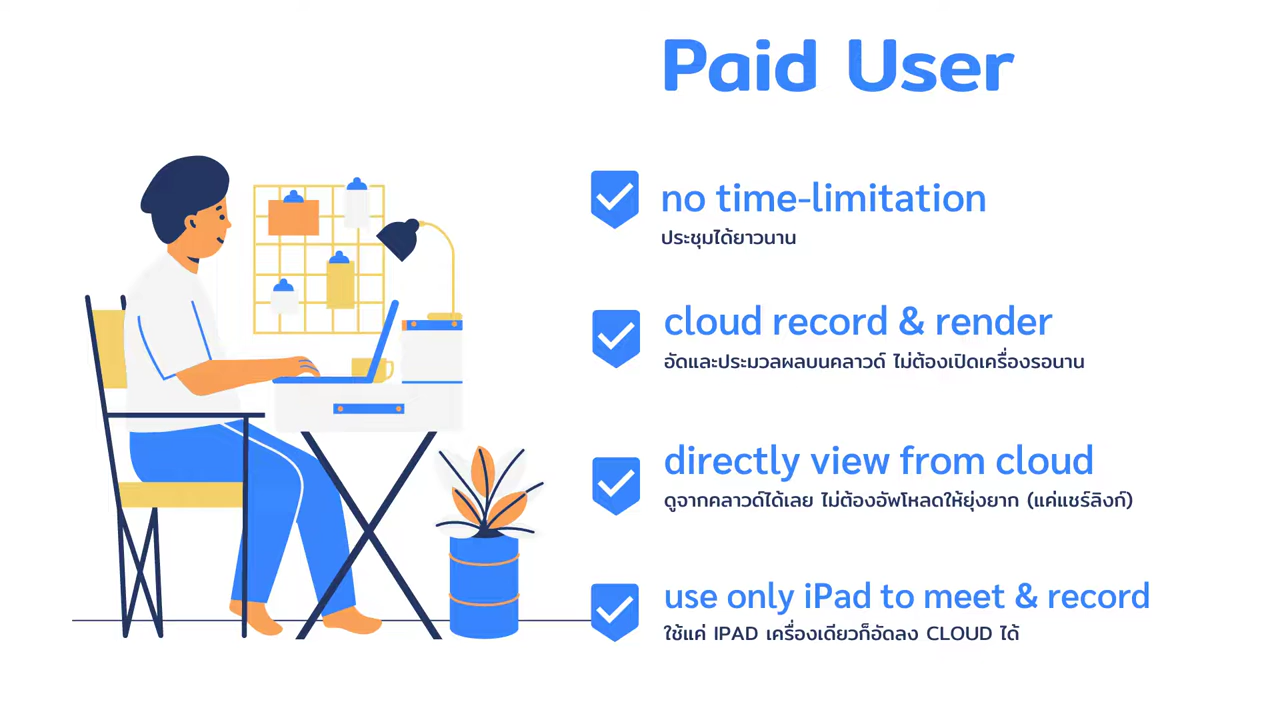 Paid User
no time-limitation
ประชุมได้ยาวนาน
cloud record & render
อัดและประมวลผลบนคลาวด์ ไม่ต้องเปิดเครื่องรอนาน
directly view from cloud
ดูจากคลาวด์ได้เลย ไม่ต้องอัพโหลดให้ยุ่งยาก (แค่แชร์ลิงก์)
use only iPad to meet & record
ใช้แค่ IPAD เครื่องเดียวก็อัดลง CLOUD ได้